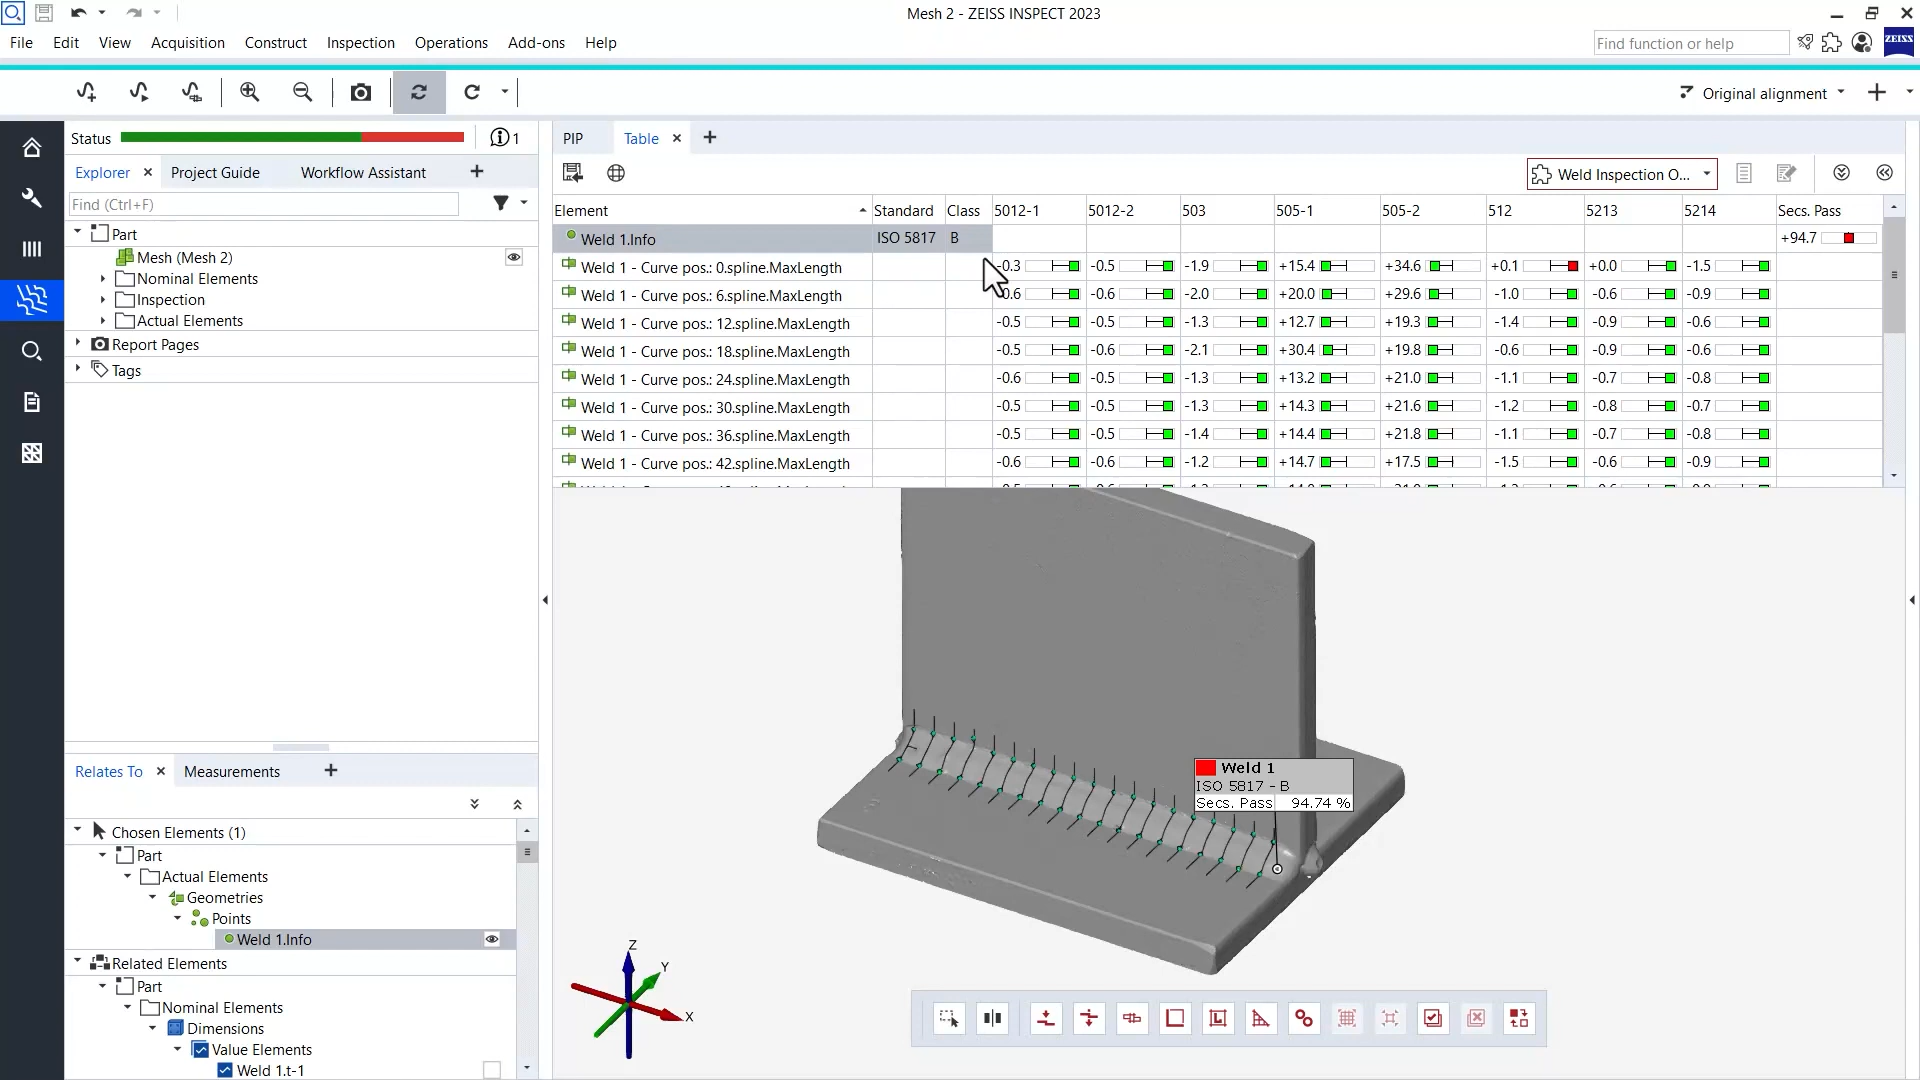 Mesh 2 - ZEISS INSPECT 2023
File Edit View Acquisition Construct Inspection Operations Add-ons Help
Find function or help
ZEISS
Original alignment
Status
1
Explorer
Project Guide
Workflow Assistant
Find (Ctrl+F)
Part
Mesh (Mesh 2)
Nominal Elements
Inspection
Actual Elements
Report Pages
Tags
Relates To
Measurements
Chosen Elements (1)
Part
Actual Elements
Geometries
Points
Weld 1.Info
Related Elements
Part
Nominal Elements
Dimensions
Value Elements
Weld 1.t-1
PIP
Table
Weld Inspection O...
Element Standard Class 5012-1 5012-2 503 505-1 505-2 512 5213 5214 Secs. Pass
Weld 1.Info ISO 5817 B +94.7
Weld 1 - Curve pos.: 0.spline.MaxLength -0.3 -0.5 -1.9 +15.4 +34.6 +0.1 +0.0 -1.5
Weld 1 - Curve pos.: 6.spline.MaxLength -0.6 -0.6 -2.0 +20.0 +29.6 -1.0 -0.6 -0.9
Weld 1 - Curve pos.: 12.spline.MaxLength -0.5 -0.5 -1.3 +12.7 +19.3 -1.4 -0.9 -0.6
Weld 1 - Curve pos.: 18.spline.MaxLength -0.5 -0.6 -2.1 +30.4 +19.8 -0.6 -0.9 -0.6
Weld 1 - Curve pos.: 24.spline.MaxLength -0.6 -0.5 -1.3 +13.2 +21.0 -1.1 -0.7 -0.8
Weld 1 - Curve pos.: 30.spline.MaxLength -0.5 -0.5 -1.3 +14.3 +21.6 -1.2 -0.8 -0.7
Weld 1 - Curve pos.: 36.spline.MaxLength -0.5 -0.5 -1.4 +14.4 +21.8 -1.1 -0.7 -0.8
Weld 1 - Curve pos.: 42.spline.MaxLength -0.6 -0.6 -1.2 +14.7 +17.5 -1.5 -0.6 -0.9
Weld 1
ISO 5817 - B
Secs. Pass 94.74 %
Z
Y
X